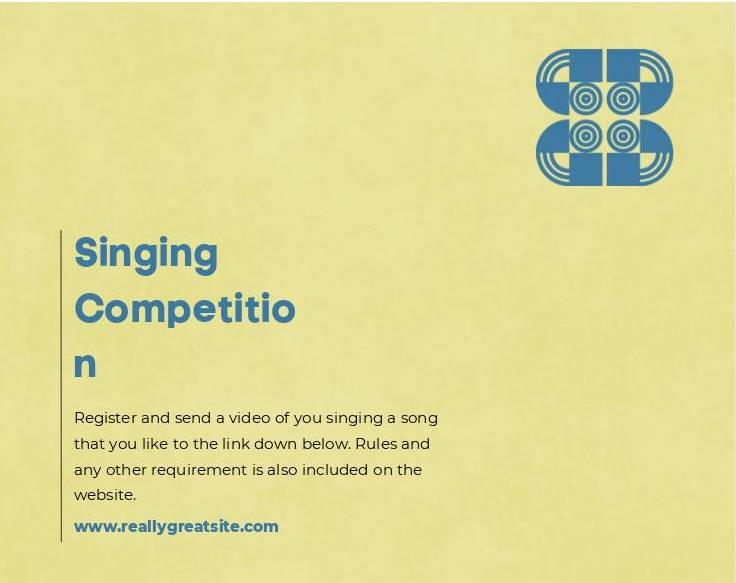 Singing
Competitio
n
Register and send a video of you singing a song
that you like to the link down below. Rules and
any other requirement is also included on the
website.
www.reallygreatsite.com